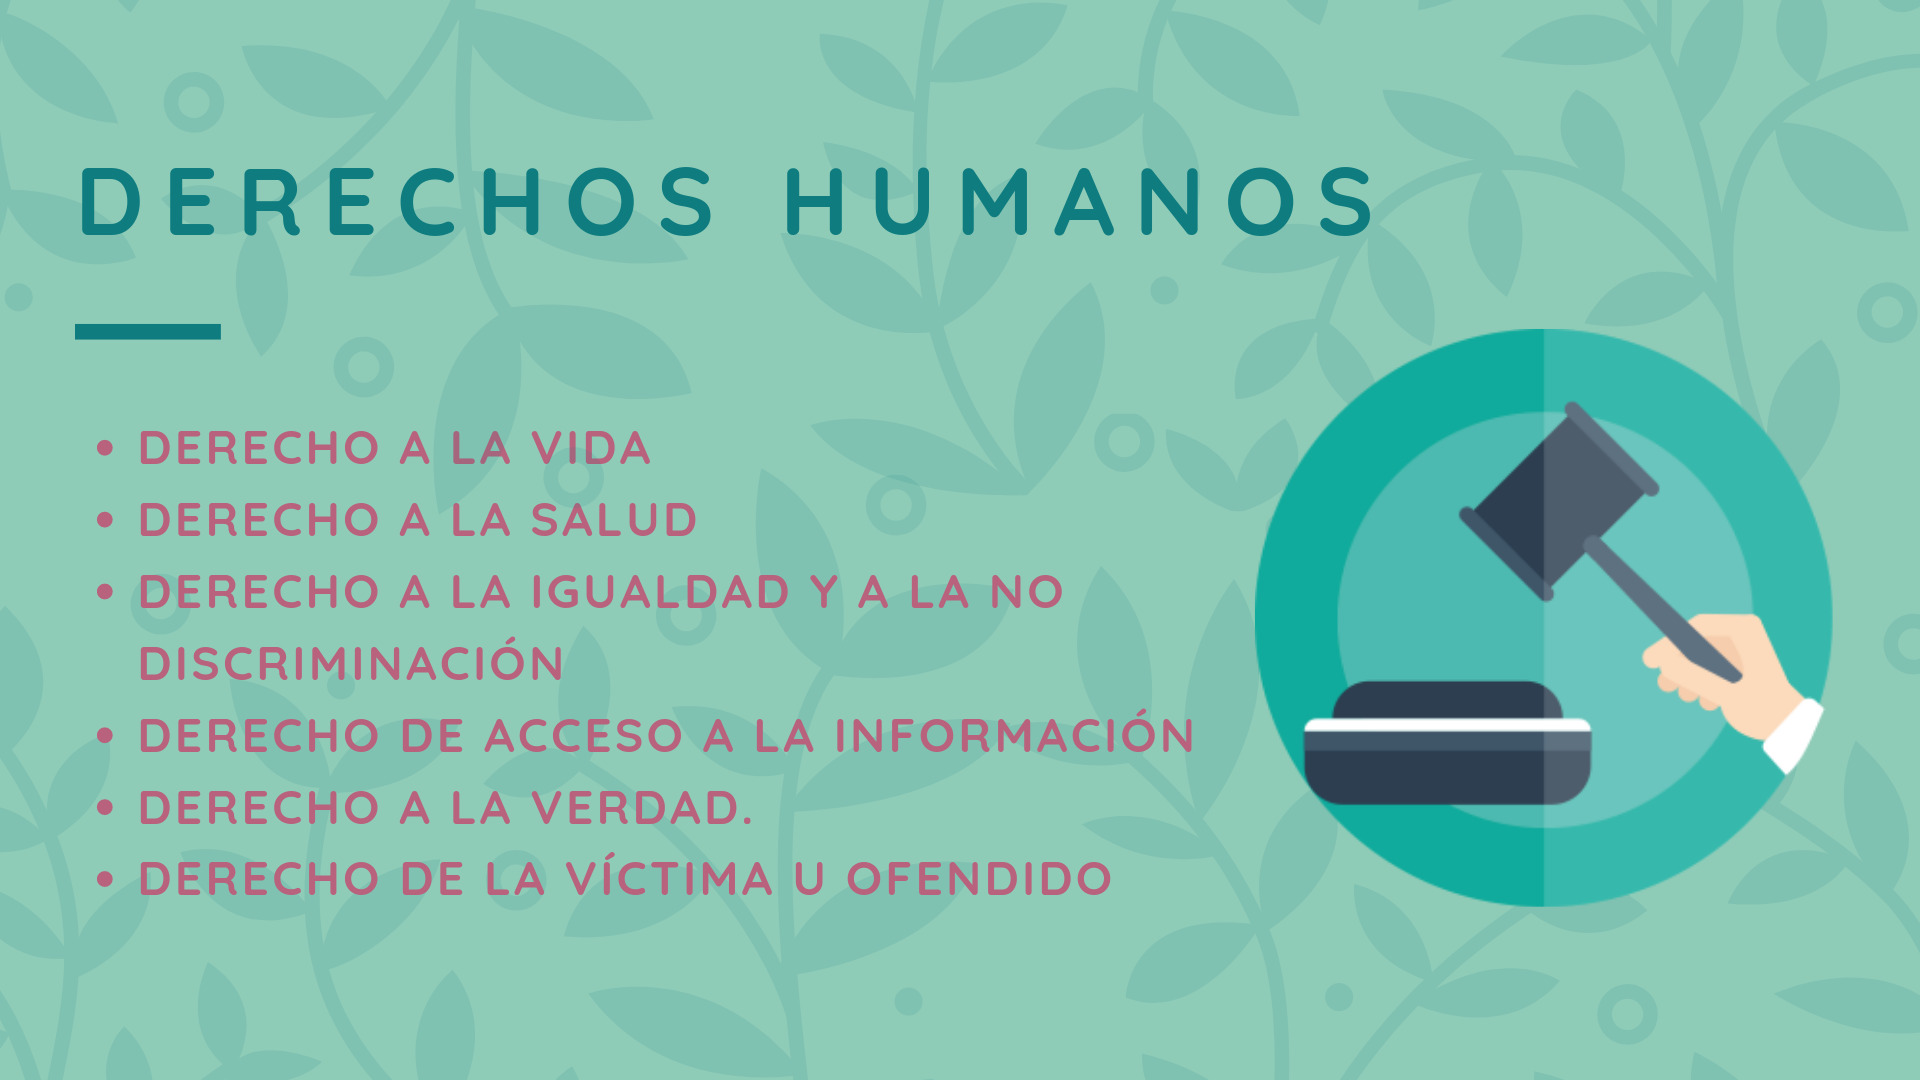 DERECHOS HUMANOS
• DERECHO A LA VIDA
• DERECHO A LA SALUD
• DERECHO A LA IGUALDAD Y A LA NO
DISCRIMINACIÓN
• DERECHO DE ACCESO A LA INFORMACIÓN
• DERECHO A LA VERDAD.
• DERECHO DE LA VÍCTIMA U OFENDIDO